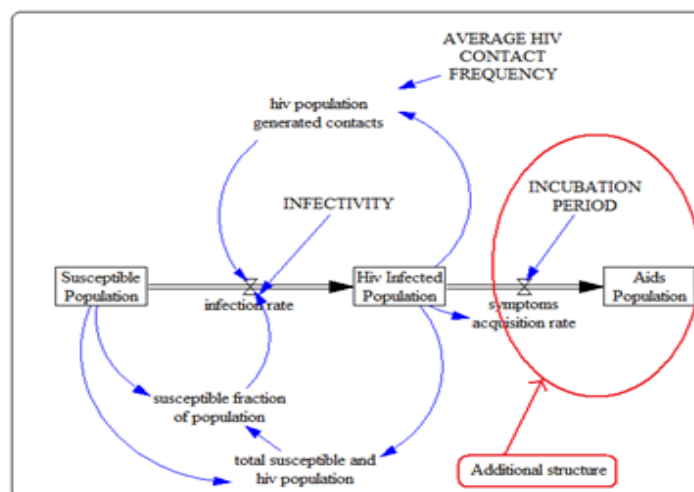 AVERAGE HIV
CONTACT
FREQUENCY
hiv population
generated contacts
INFECTIVITY
INCUBATION
PERIOD
Susceptible
Population
infection rate
Hiv Infected
Population
symptoms
acquisition rate
Aids
Population
susceptible fraction
of population
total susceptible and
hiv population
Additional structure